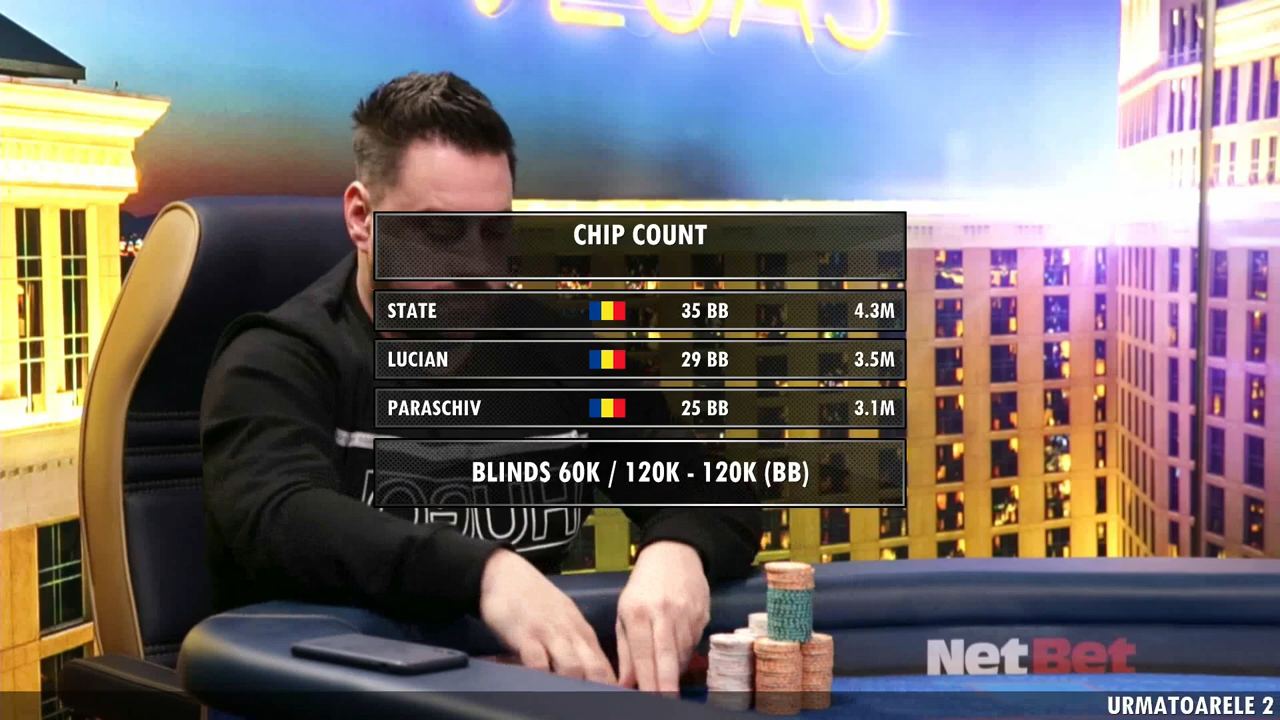 VEGAS
CHIP COUNT
STATE 35 BB 4.3M
LUCIAN 29 BB 3.5M
PARASCHIV 25 BB 3.1M
BLINDS 60K / 120K - 120K (BB)
NetBet
URMATOARELE 2